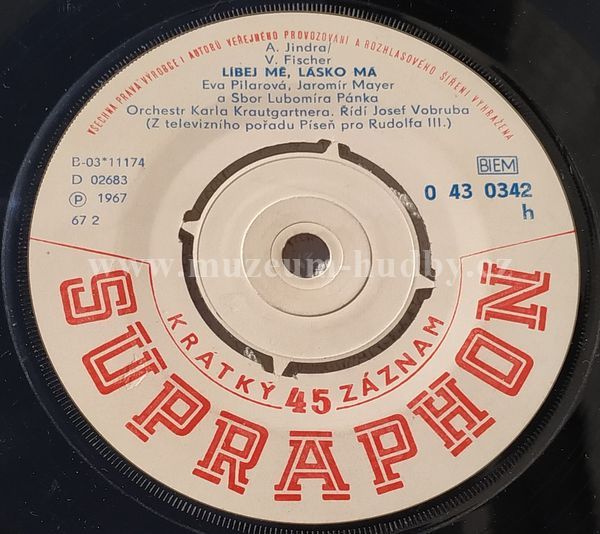 VŠECHNA PRÁVA VÝROBCE I AUTORŮ VEŘEJNÉHO PROVOZOVÁNÍ A ROZHLASOVÉHO ŠÍŘENÍ VYHRAŽENA
A. Jindra/
V. Fischer
LÍBEJ MĚ, LÁSKO MÁ
Eva Pilarová, Jaromír Mayer
a Sbor Lubomíra Pánka
Orchestr Karla Krautgartnera. Řídí Josef Vobruba
(Z televizního pořadu Píseň pro Rudolfa III.)
B-03*11174
D 02683
Ⓟ 1967
67 2
BIEM
0 43 0342
h
www.muzeum-hudby.cz
KRÁTKÝ 45 ZÁZNAM
SUPRAPHON